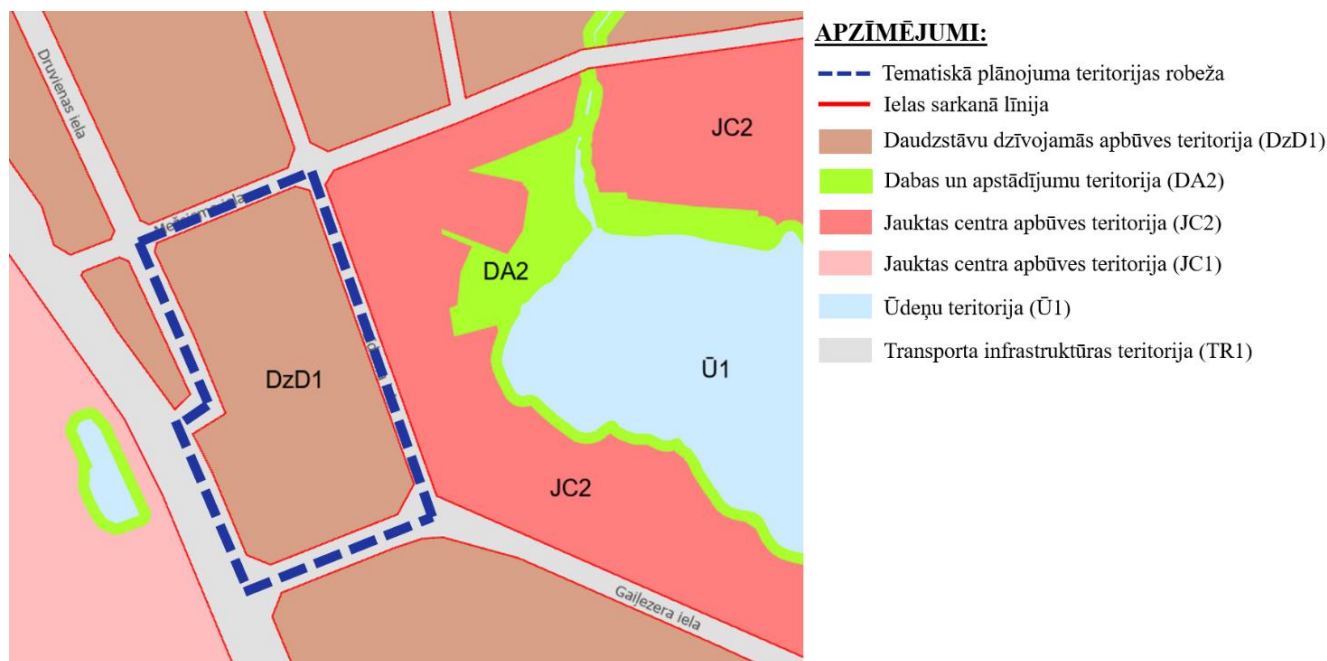 Druvienas iela
JC2
DA2
DzD1
Ū1
JC2
Gaiļezera iela
APZĪMĒJUMI:
Tematiskā plānojuma teritorijas robeža
Ielas sarkanā līnija
Daudzstāvu dzīvojamās apbūves teritorija (DzD1)
Dabas un apstādījumu teritorija (DA2)
Jauktas centra apbūves teritorija (JC2)
Jauktas centra apbūves teritorija (JC1)
Ūdeņu teritorija (Ū1)
Transporta infrastruktūras teritorija (TR1)